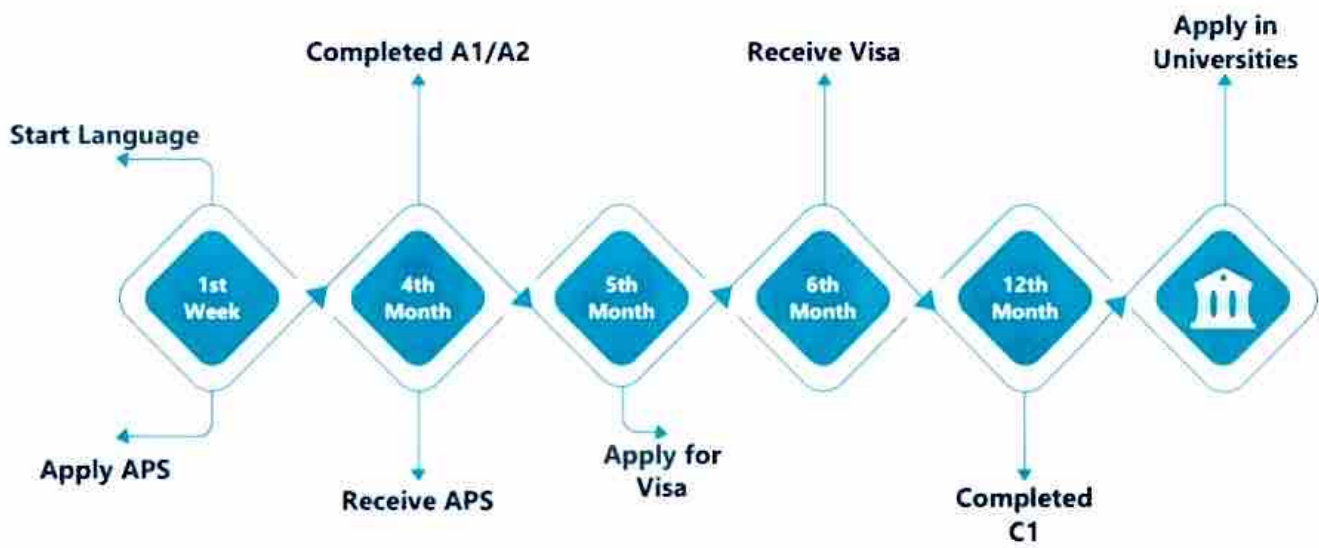 Start Language
Apply APS
1st
Week
Completed A1/A2
4th
Month
Receive APS
5th
Month
Apply for
Visa
Receive Visa
6th
Month
12th
Month
Completed
C1
Apply in
Universities